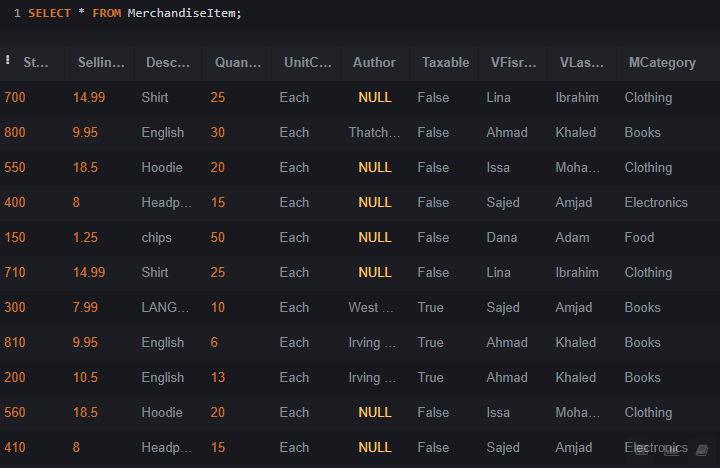 1 SELECT * FROM MerchandiseItem;
St... Sellin... Desc... Quan... UnitC... Author Taxable VFisr... VLas... MCategory
700 14.99 Shirt 25 Each NULL False Lina Ibrahim Clothing
800 9.95 English 30 Each Thatch... False Ahmad Khaled Books
550 18.5 Hoodie 20 Each NULL False Issa Moha... Clothing
400 8 Headp... 15 Each NULL False Sajed Amjad Electronics
150 1.25 chips 50 Each NULL False Dana Adam Food
710 14.99 Shirt 25 Each NULL False Lina Ibrahim Clothing
300 7.99 LANG... 10 Each West ... True Sajed Amjad Books
810 9.95 English 6 Each Irving ... True Ahmad Khaled Books
200 10.5 English 13 Each Irving ... True Ahmad Khaled Books
560 18.5 Hoodie 20 Each NULL False Issa Moha... Clothing
410 8 Headp... 15 Each NULL False Sajed Amjad Electronics